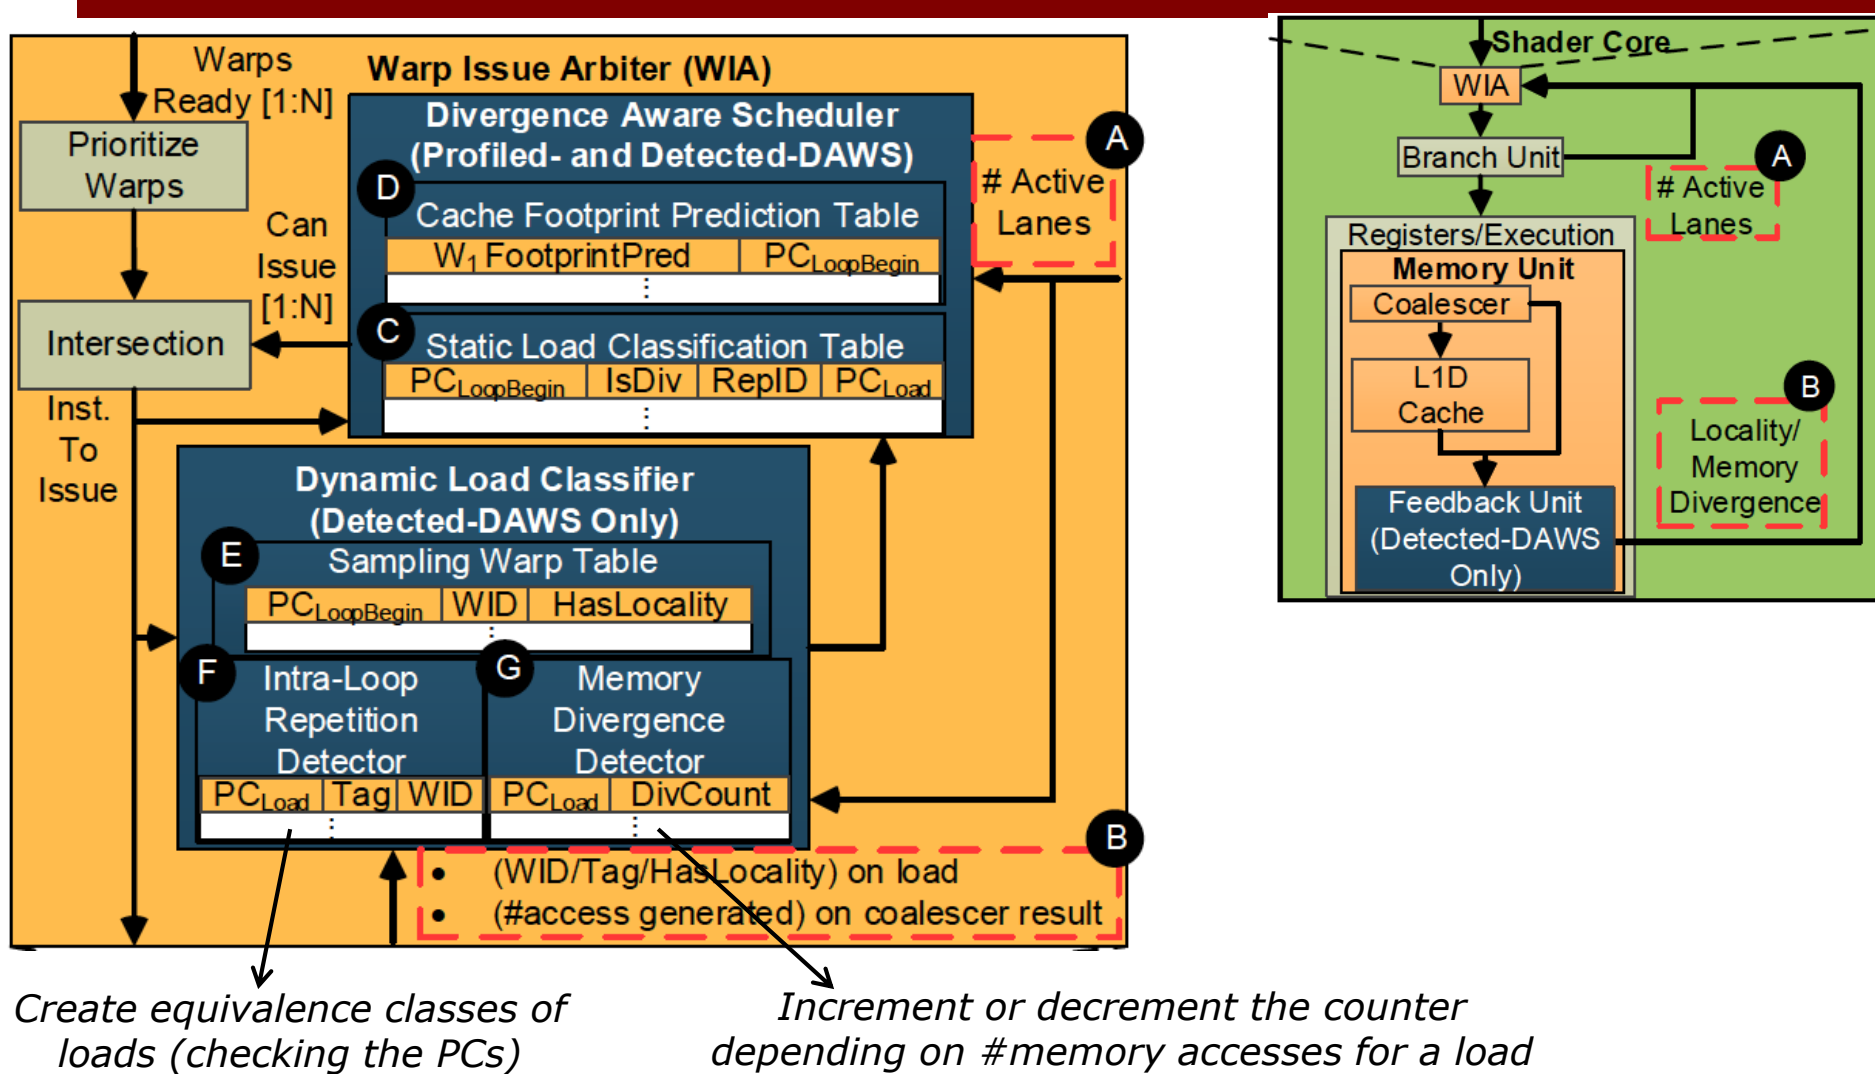 Warps
Ready [1:N]
Warp Issue Arbiter (WIA)
Prioritize
Warps
Divergence Aware Scheduler
(Profiled- and Detected-DAWS)
A
# Active
Lanes
D
Cache Footprint Prediction Table
W1 FootprintPred
PCLoopBegin
⋮
Can
Issue
[1:N]
Intersection
C
Static Load Classification Table
PCLoopBegin
IsDiv
RepID
PCLoad
⋮
Inst.
To
Issue
Dynamic Load Classifier
(Detected-DAWS Only)
E
Sampling Warp Table
PCLoopBegin
WID
HasLocality
⋮
F
Intra-Loop
Repetition
Detector
PCLoad
Tag
WID
⋮
G
Memory
Divergence
Detector
PCLoad
DivCount
⋮
B
• (WID/Tag/HasLocality) on load
• (#access generated) on coalescer result
Create equivalence classes of
loads (checking the PCs)
Increment or decrement the counter
depending on #memory accesses for a load
Shader Core
WIA
Branch Unit
A
# Active
Lanes
Registers/Execution
Memory Unit
Coalescer
L1D
Cache
B
Locality/
Memory
Divergence
Feedback Unit
(Detected-DAWS
Only)